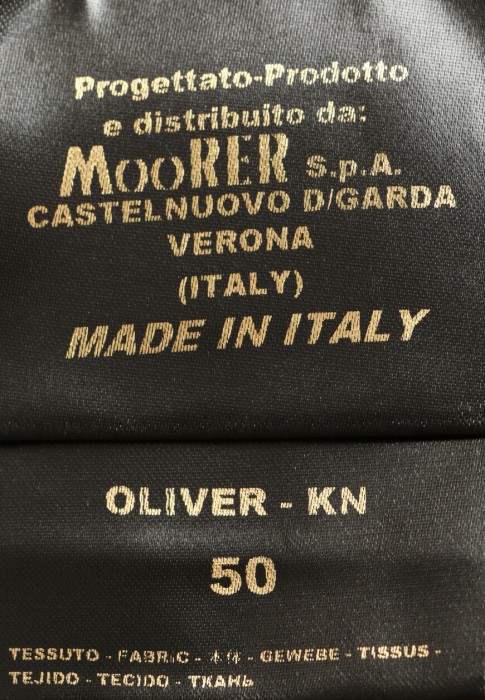 Progettato-Prodotto
e distribuito da:
MOORER S.p.A.
CASTELNUOVO D/GARDA
VERONA
(ITALY)
MADE IN ITALY
OLIVER - KN
50
TESSUTO - FABRIC - 本体 - GEWEBE - TISSUS -
TEJIDO - TECIDO - ТКАНЬ